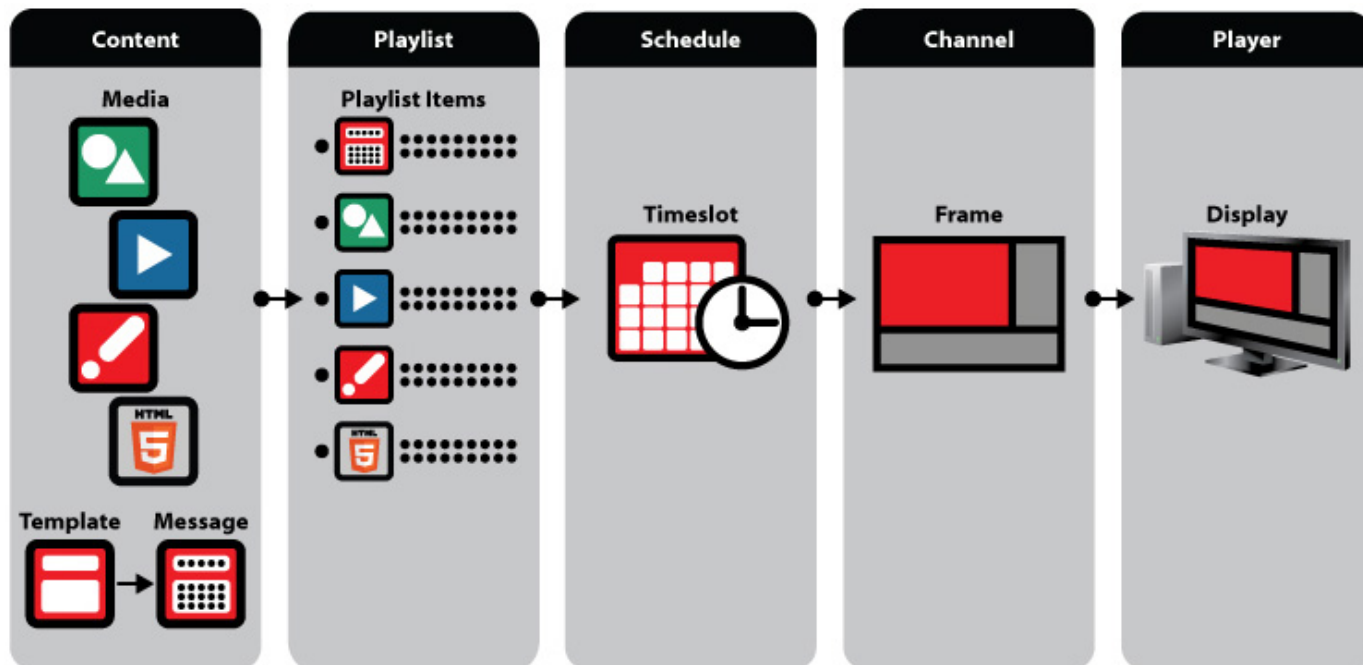 Content
Playlist
Schedule
Channel
Player
Media
Playlist Items
Timeslot
Frame
Display
HTML
5
HTML
5
Template
Message